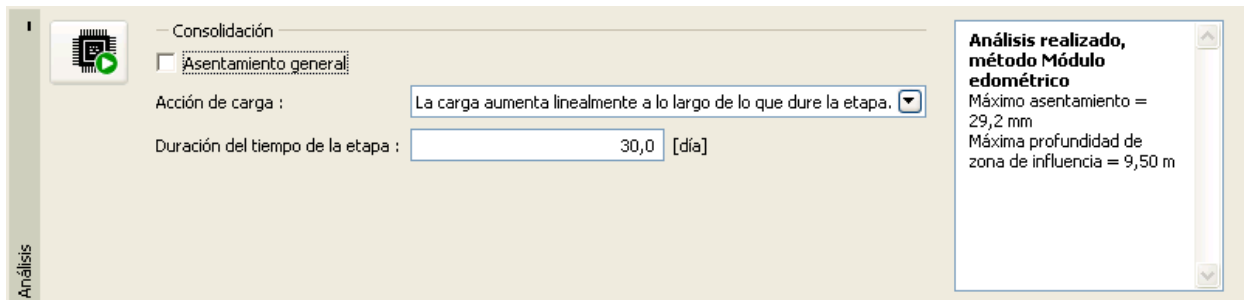 Consolidación
Asentamiento general
Acción de carga :
La carga aumenta linealmente a lo largo de lo que dure la etapa.
Duración del tiempo de la etapa :
30,0 [día]
Análisis realizado,
método Módulo
edométrico
Máximo asentamiento =
29,2 mm
Máxima profundidad de
zona de influencia = 9,50 m
Análisis